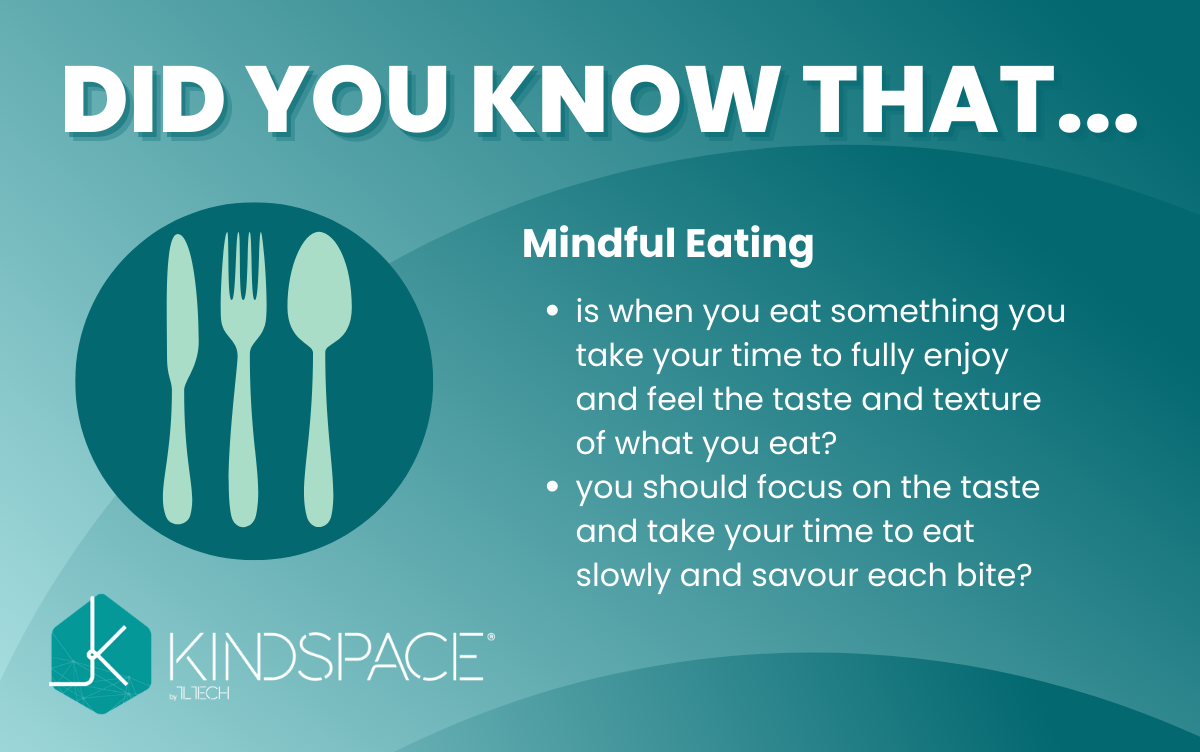 DID YOU KNOW THAT...
Mindful Eating
• is when you eat something you
take your time to fully enjoy
and feel the taste and texture
of what you eat?
• you should focus on the taste
and take your time to eat
slowly and savour each bite?
KINDSPACE®
by TLTECH